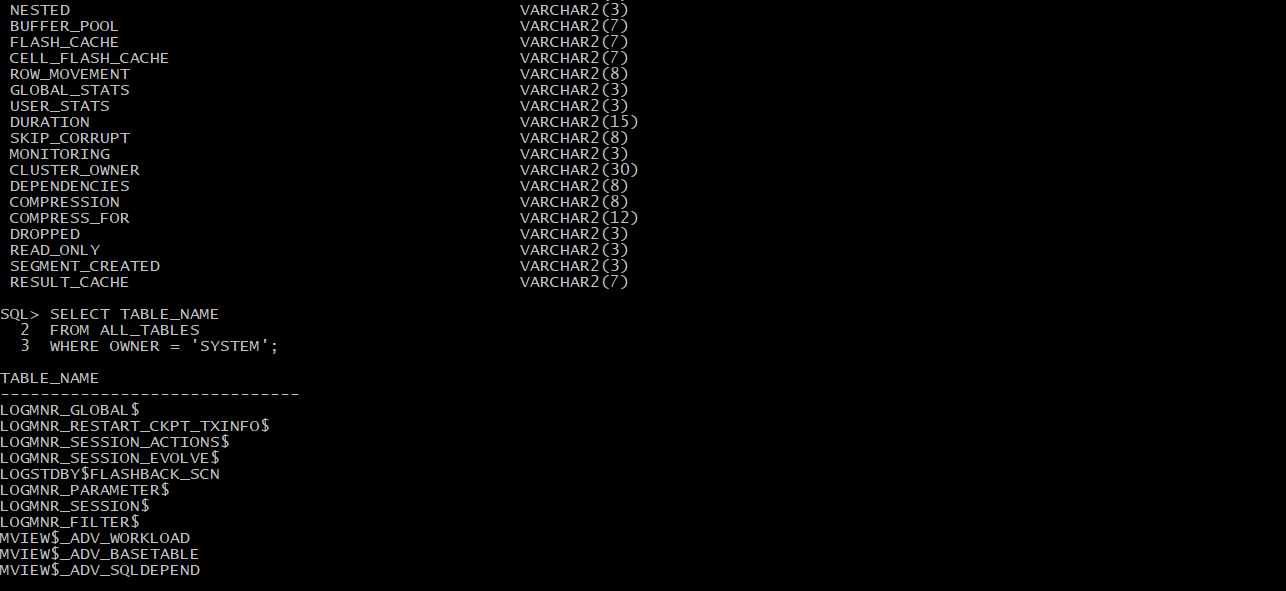 NESTED VARCHAR2(3)
BUFFER_POOL VARCHAR2(7)
FLASH_CACHE VARCHAR2(7)
CELL_FLASH_CACHE VARCHAR2(7)
ROW_MOVEMENT VARCHAR2(8)
GLOBAL_STATS VARCHAR2(3)
USER_STATS VARCHAR2(3)
DURATION VARCHAR2(15)
SKIP_CORRUPT VARCHAR2(8)
MONITORING VARCHAR2(3)
CLUSTER_OWNER VARCHAR2(30)
DEPENDENCIES VARCHAR2(8)
COMPRESSION VARCHAR2(8)
COMPRESS_FOR VARCHAR2(12)
DROPPED VARCHAR2(3)
READ_ONLY VARCHAR2(3)
SEGMENT_CREATED VARCHAR2(3)
RESULT_CACHE VARCHAR2(7)
SQL> SELECT TABLE_NAME
2 FROM ALL_TABLES
3 WHERE OWNER = 'SYSTEM';
TABLE_NAME
------------------------------
LOGMNR_GLOBAL$
LOGMNR_RESTART_CKPT_TXINFO$
LOGMNR_SESSION_ACTIONS$
LOGMNR_SESSION_EVOLVE$
LOGSTDBY$FLASHBACK_SCN
LOGMNR_PARAMETER$
LOGMNR_SESSION$
LOGMNR_FILTER$
MVIEW$_ADV_WORKLOAD
MVIEW$_ADV_BASETABLE
MVIEW$_ADV_SQLDEPEND